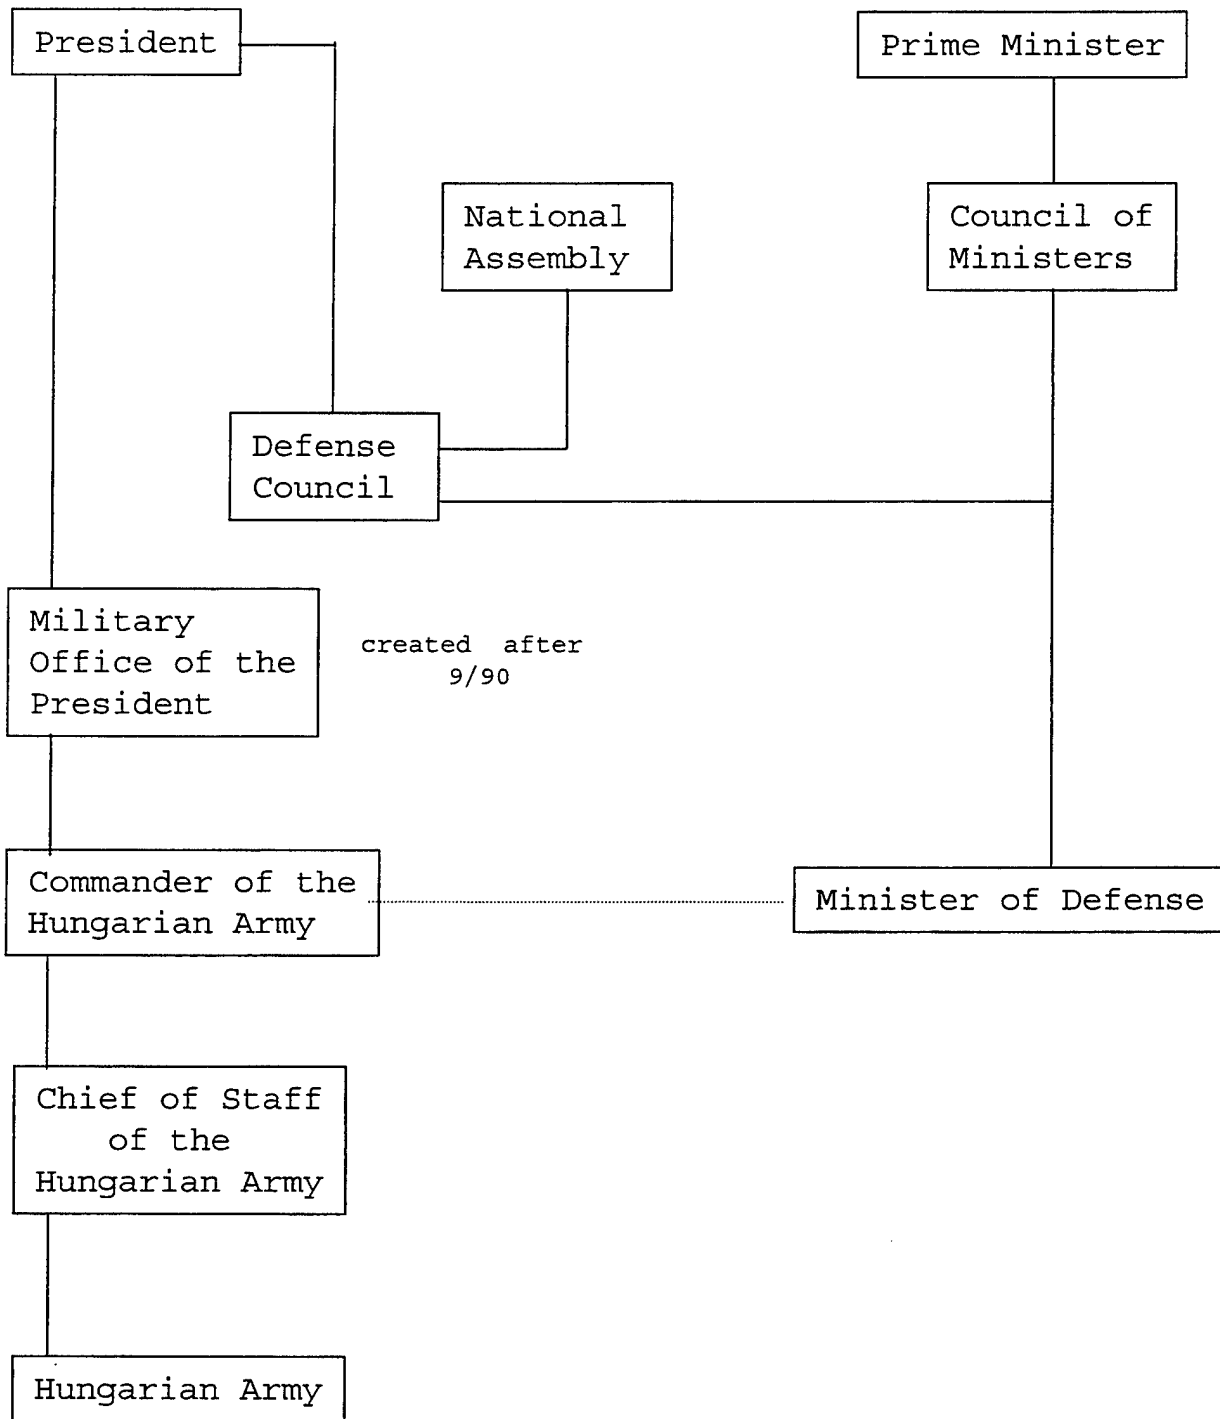 President
Prime Minister
National
Assembly
Council of
Ministers
Defense
Council
Military
Office of the
President
created after
9/90
Commander of the
Hungarian Army
Minister of Defense
Chief of Staff
of the
Hungarian Army
Hungarian Army